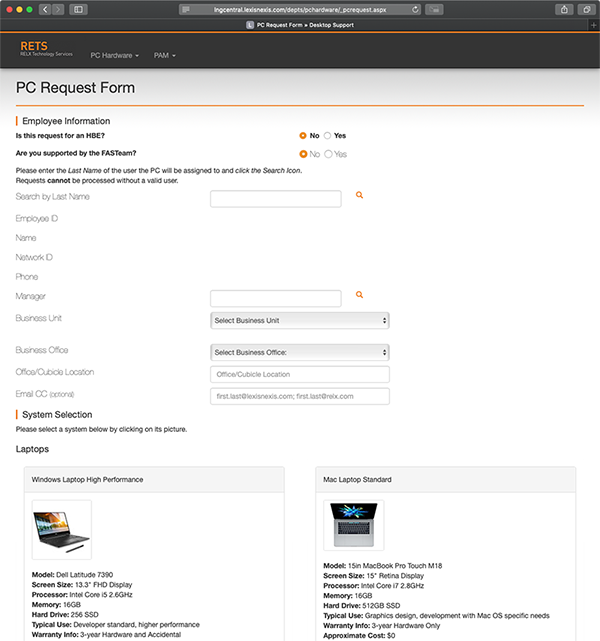 lngcentral.lexisnexis.com/depts/pchardware/_pcrequest.aspx
L PC Request Form » Desktop Support
RETS
RELX Technology Services
PC Hardware
PAM
PC Request Form
Employee Information
Is this request for an HBE?
No Yes
Are you supported by the FASTeam?
No Yes
Please enter the Last Name of the user the PC will be assigned to and click the Search Icon.
Requests cannot be processed without a valid user.
Search by Last Name
Employee ID
Name
Network ID
Phone
Manager
Business Unit
Select Business Unit
Business Office
Select Business Office:
Office/Cubicle Location
Office/Cubicle Location
Email CC (optional)
first.last@lexisnexis.com; first.last@relx.com
System Selection
Please select a system below by clicking on its picture.
Laptops
Windows Laptop High Performance
Model: Dell Latitude 7390
Screen Size: 13.3" FHD Display
Processor: Intel Core i5 2.6GHz
Memory: 16GB
Hard Drive: 256 SSD
Typical Use: Developer standard, higher performance
Warranty Info: 3-year Hardware and Accidental
Mac Laptop Standard
Model: 15in MacBook Pro Touch M18
Screen Size: 15" Retina Display
Processor: Intel Core i7 2.8GHz
Memory: 16GB
Hard Drive: 512GB SSD
Typical Use: Graphics design, development with Mac OS specific needs
Warranty Info: 3-year Hardware Only
Approximate Cost: $0